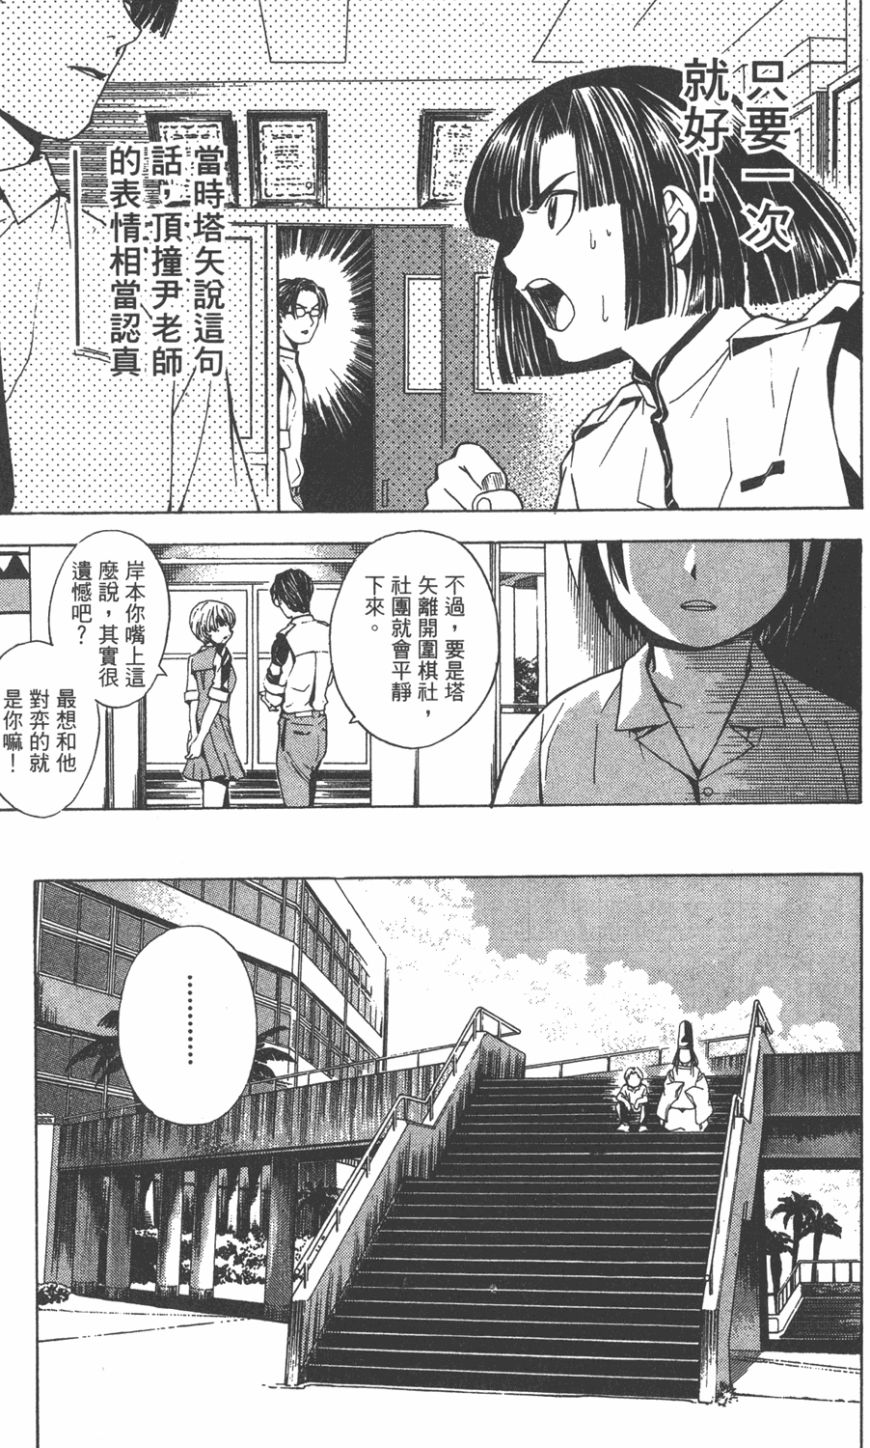 只要一次
就好！
當時塔矢說這句
話，頂撞尹老師
的表情相當認真
——
不過，要是塔
矢離開圍棋社，
社團就會平靜
下來。
岸本你嘴上這
麼說，其實很
遺憾吧？
最想和他
對弈的就
是你嘛！
…………